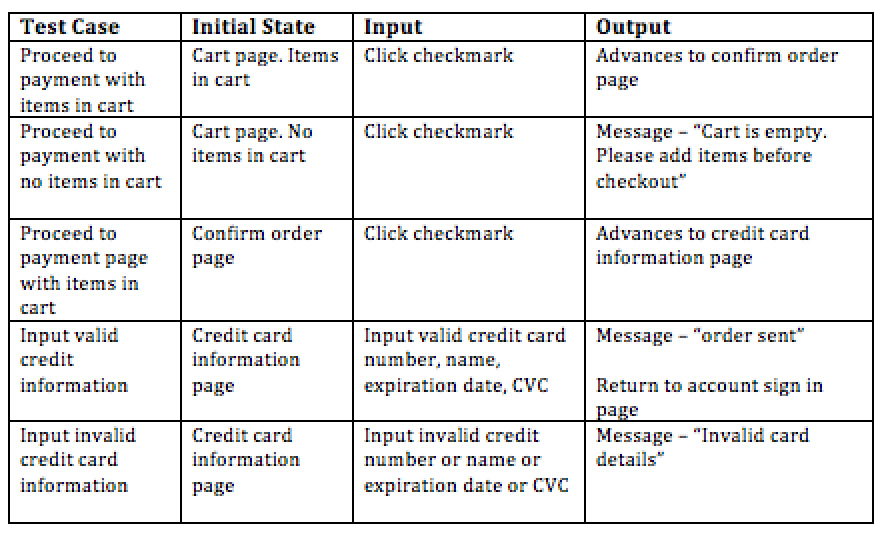 Test Case Initial State Input Output
Proceed to
payment with
items in cart
Cart page. Items
in cart
Click checkmark
Advances to confirm order
page
Proceed to
payment with
no items in cart
Cart page. No
items in cart
Click checkmark
Message – “Cart is empty.
Please add items before
checkout”
Proceed to
payment page
with items in
cart
Confirm order
page
Click checkmark
Advances to credit card
information page
Input valid
credit
information
Credit card
information
page
Input valid credit card
number, name,
expiration date, CVC
Message – “order sent”
Return to account sign in
page
Input invalid
credit card
information
Credit card
information
page
Input invalid credit
number or name or
expiration date or CVC
Message – “Invalid card
details”